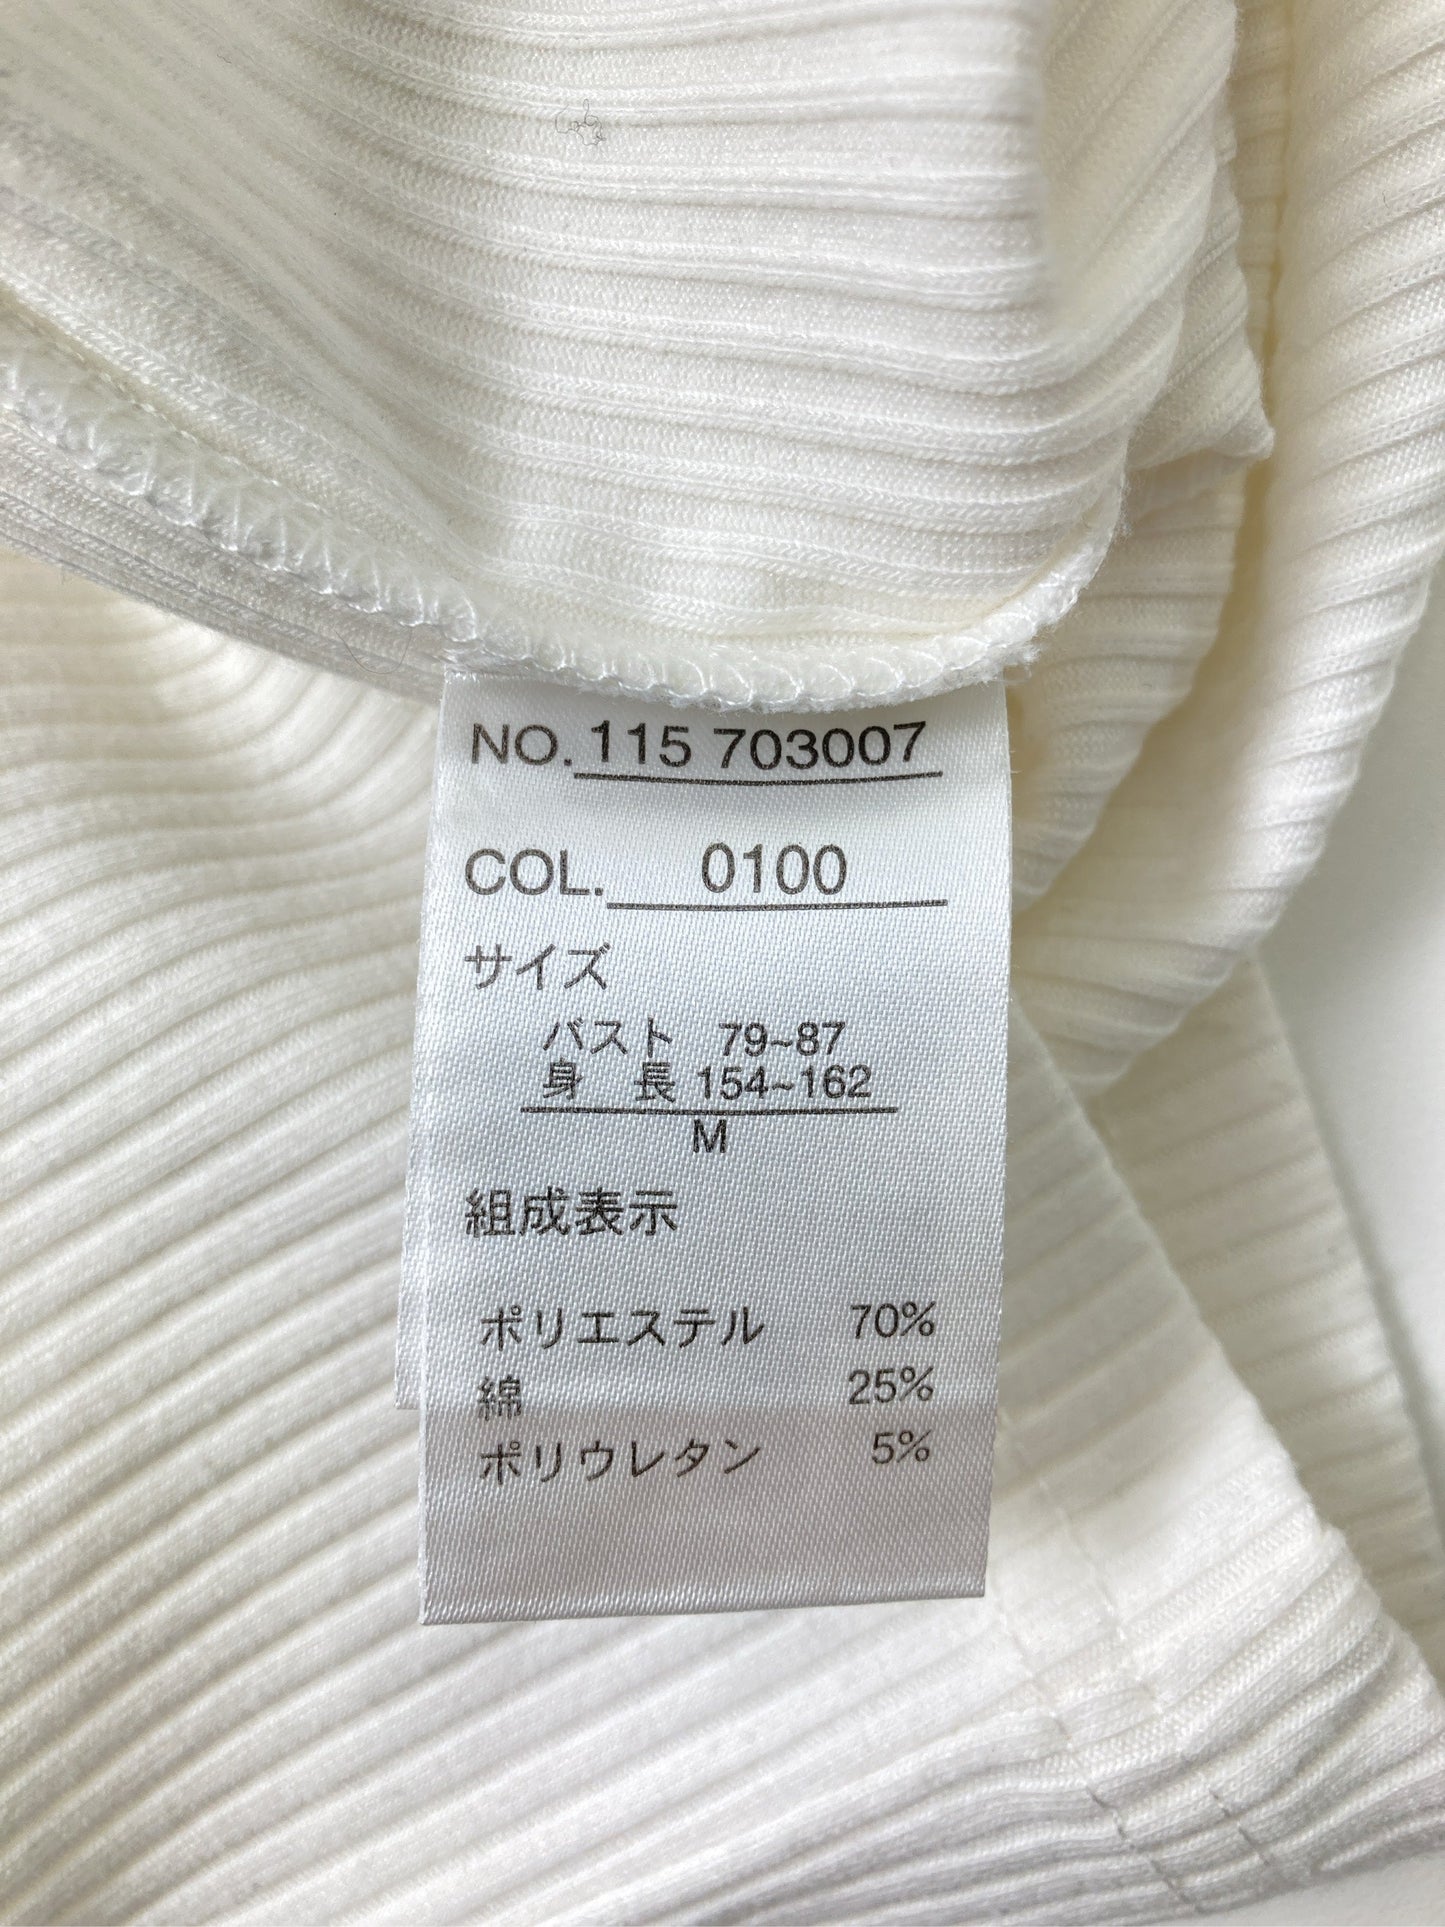 NO. 115 703007
COL. 0100
サイズ
バスト 79~87
身 長 154~162
M
組成表示
ポリエステル 70%
綿 25%
ポリウレタン 5%